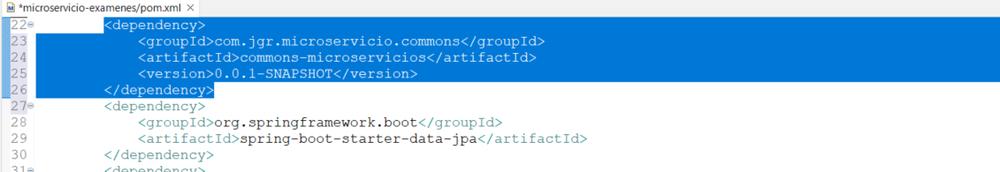 *microservicio-examenes/pom.xml
22 <dependency>
23 <groupId>com.jgr.microservicio.commons</groupId>
24 <artifactId>commons-microservicios</artifactId>
25 <version>0.0.1-SNAPSHOT</version>
26 </dependency>
27 <dependency>
28 <groupId>org.springframework.boot</groupId>
29 <artifactId>spring-boot-starter-data-jpa</artifactId>
30 </dependency>
31 <dependency>